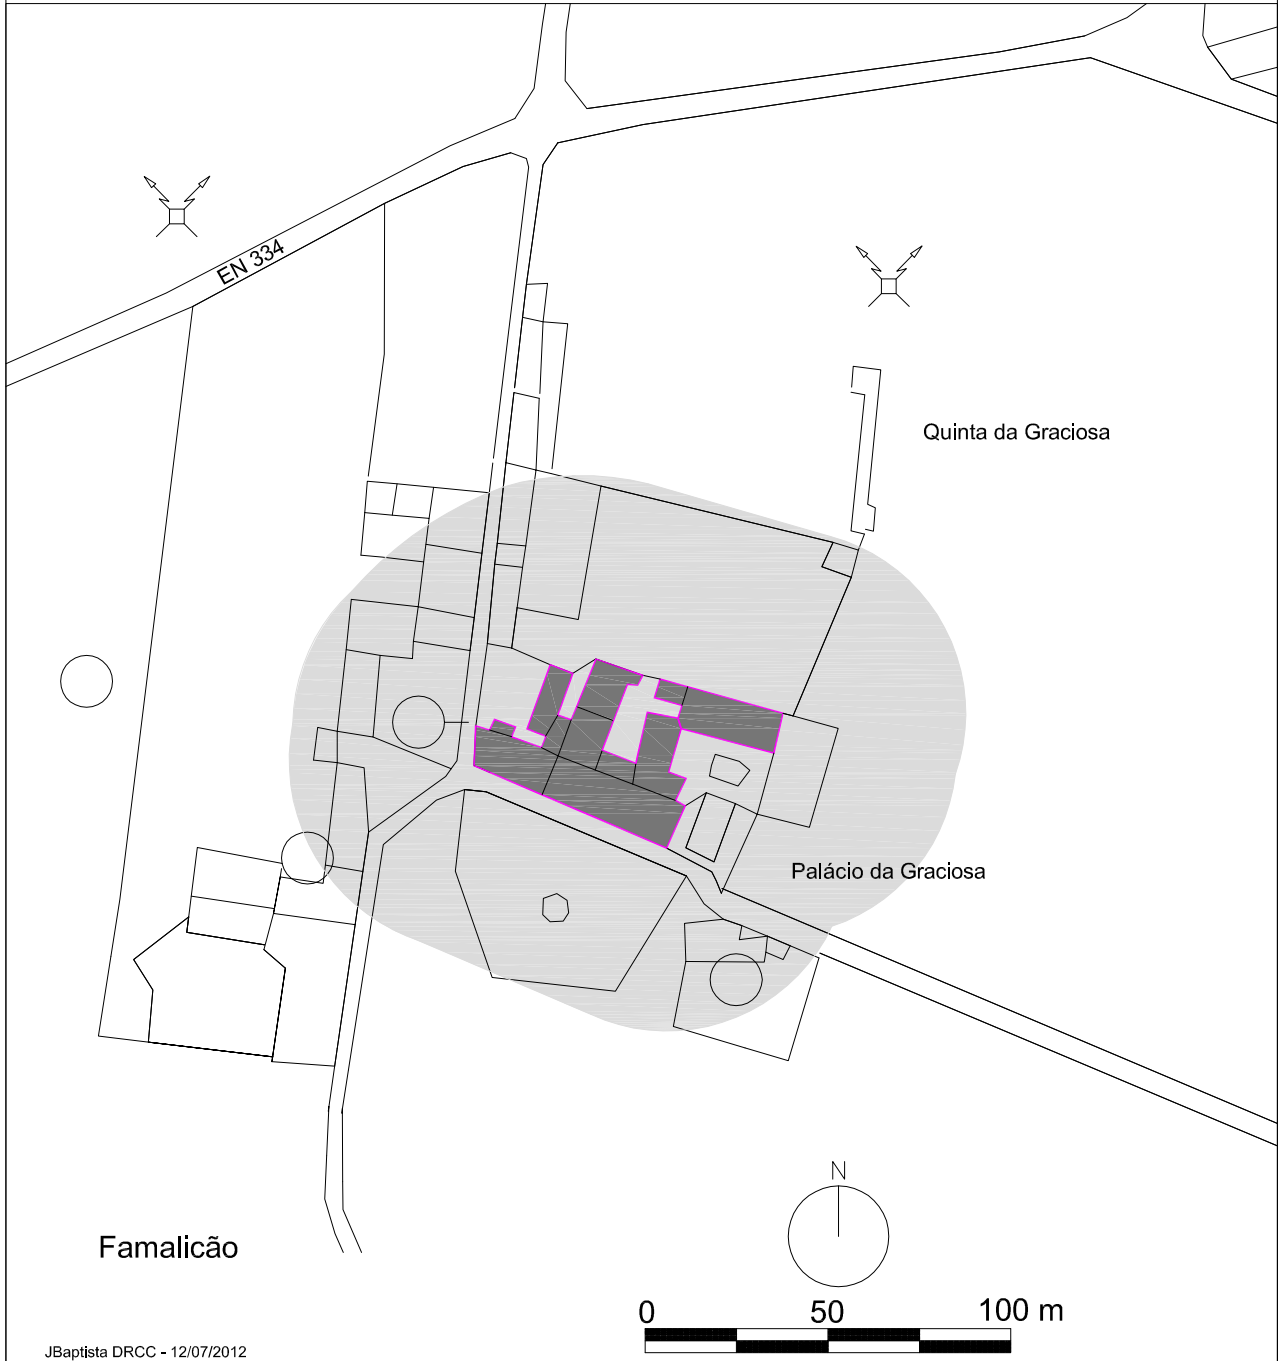 EN 334
Quinta da Graciosa
Palácio da Graciosa
N
Famalicão
0 50 100 m
JBaptista DRCC - 12/07/2012